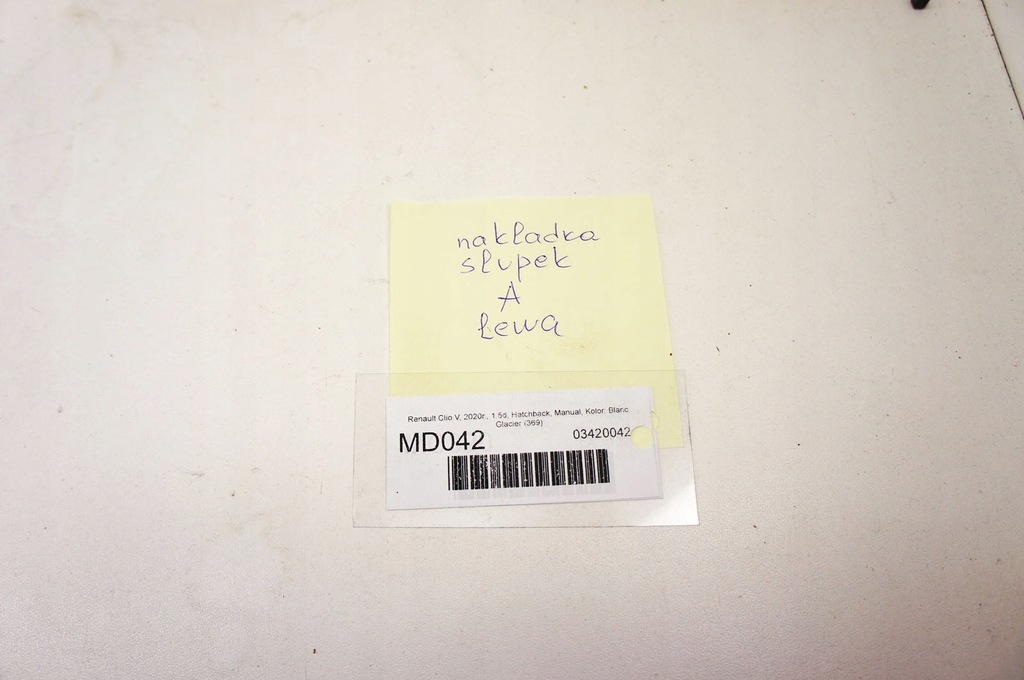 nakładka
słupek
A
Lewa
Renault Clio V, 2020r., 1.5d, Hatchback, Manual, Kolor: Blanc
Glacier (369)
MD042 03420042